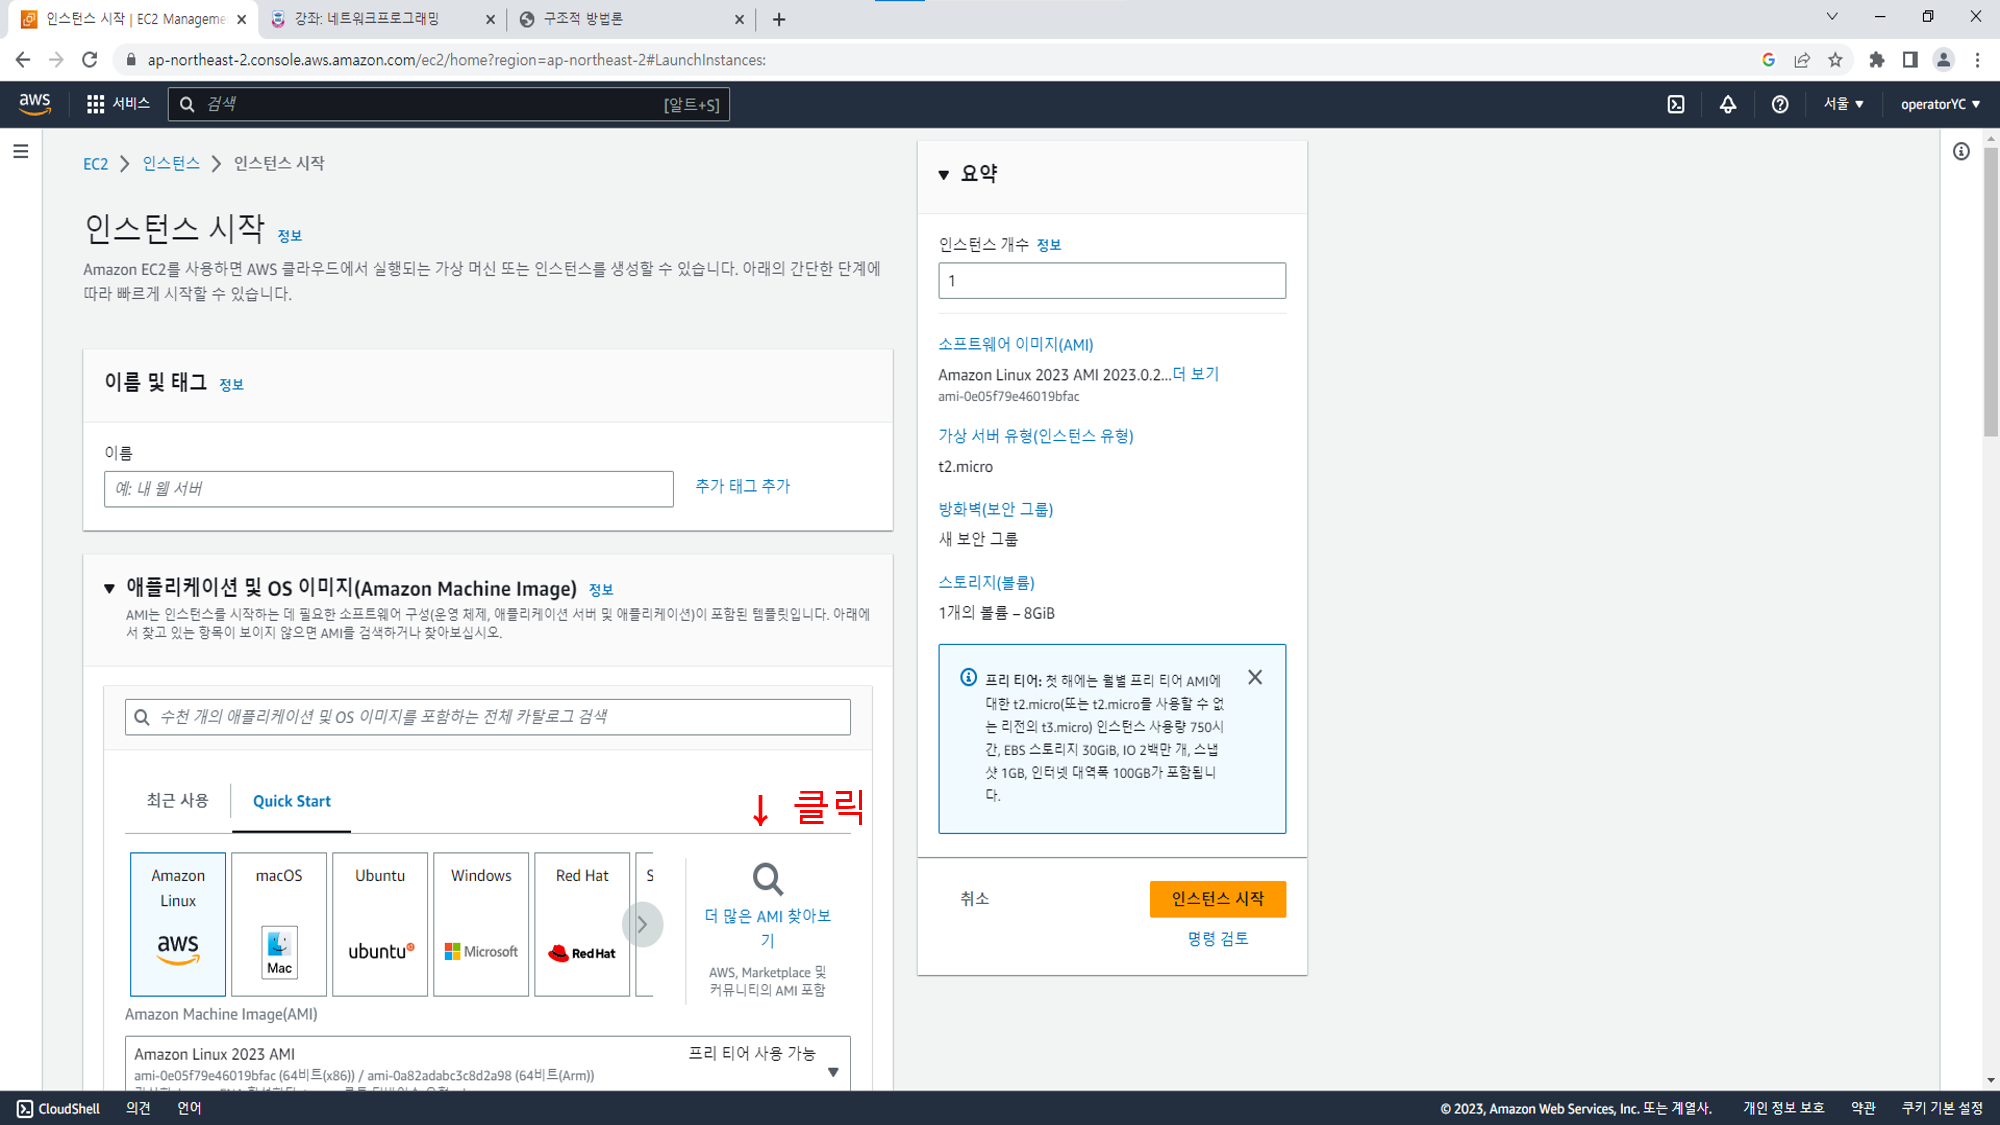 인스턴스 시작 | EC2 Manageme
강좌: 네트워크프로그래밍
구조적 방법론
ap-northeast-2.console.aws.amazon.com/ec2/home?region=ap-northeast-2#LaunchInstances:
aws
서비스
검색
[알트+S]
서울 ▼
operatorYC ▼
EC2 > 인스턴스 > 인스턴스 시작
인스턴스 시작 정보
Amazon EC2를 사용하면 AWS 클라우드에서 실행되는 가상 머신 또는 인스턴스를 생성할 수 있습니다. 아래의 간단한 단계에
따라 빠르게 시작할 수 있습니다.
이름 및 태그 정보
이름
예: 내 웹 서버
추가 태그 추가
▼ 애플리케이션 및 OS 이미지(Amazon Machine Image) 정보
AMI는 인스턴스를 시작하는 데 필요한 소프트웨어 구성(운영 체제, 애플리케이션 서버 및 애플리케이션)이 포함된 템플릿입니다. 아래에
서 찾고 있는 항목이 보이지 않으면 AMI를 검색하거나 찾아보십시오.
수천 개의 애플리케이션 및 OS 이미지를 포함하는 전체 카탈로그 검색
최근 사용
Quick Start
↓ 클릭
Amazon
Linux
aws
macOS
Mac
Ubuntu
ubuntu
Windows
Microsoft
Red Hat
Red Hat
S
더 많은 AMI 찾아보
기
AWS, Marketplace 및
커뮤니티의 AMI 포함
Amazon Machine Image(AMI)
Amazon Linux 2023 AMI
프리 티어 사용 가능
ami-0e05f79e46019bfac (64비트(x86)) / ami-0a82adabc3c8d2a98 (64비트(Arm))
▼ 요약
인스턴스 개수 정보
1
소프트웨어 이미지(AMI)
Amazon Linux 2023 AMI 2023.0.2...더 보기
ami-0e05f79e46019bfac
가상 서버 유형(인스턴스 유형)
t2.micro
방화벽(보안 그룹)
새 보안 그룹
스토리지(볼륨)
1개의 볼륨 – 8GiB
프리 티어: 첫 해에는 월별 프리 티어 AMI에
대한 t2.micro(또는 t2.micro를 사용할 수 없
는 리전의 t3.micro) 인스턴스 사용량 750시
간, EBS 스토리지 30GiB, IO 2백만 개, 스냅
샷 1GB, 인터넷 대역폭 100GB가 포함됩니
다.
취소
인스턴스 시작
명령 검토
CloudShell
의견
언어
© 2023, Amazon Web Services, Inc. 또는 계열사.
개인 정보 보호
약관
쿠키 기본 설정